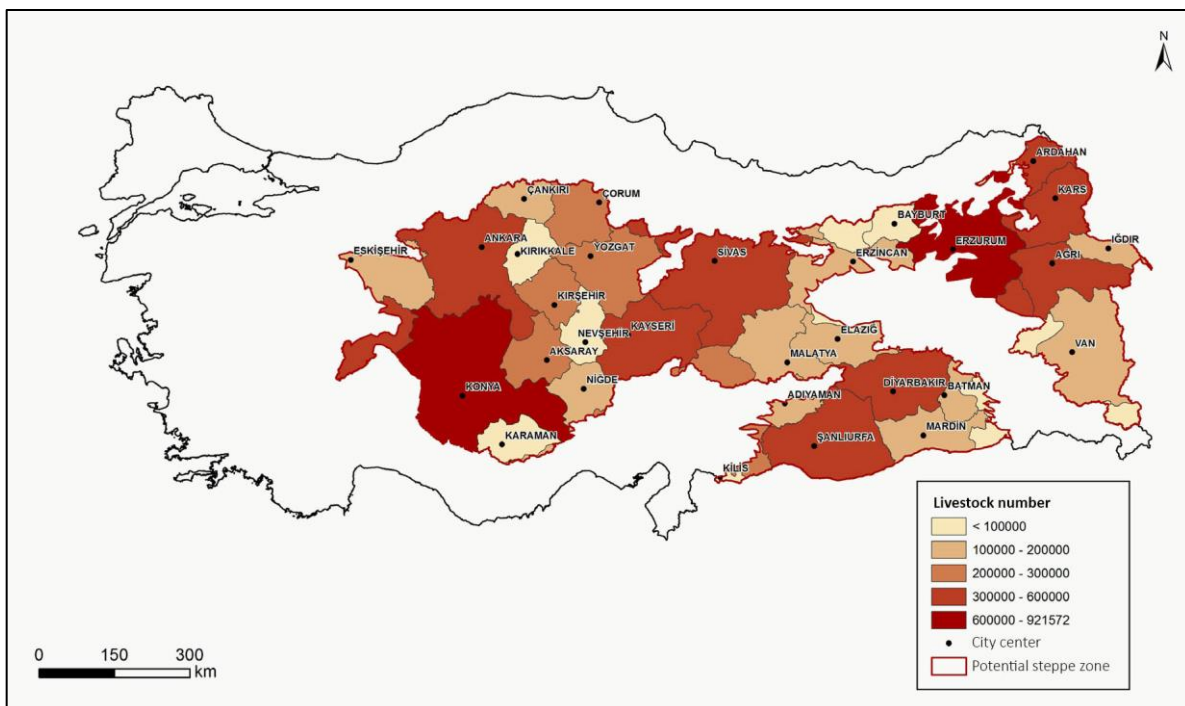 N
ARDAHAN
ÇANKIRI
ÇORUM
KARS
BAYBURT
ANKARA
KIRIKKALE
YOZGAT
SİVAS
ERZURUM
IĞDIR
ESKİŞEHİR
ERZİNCAN
AĞRI
KIRŞEHİR
NEVŞEHİR
KAYSERİ
ELAZIĞ
AKSARAY
MALATYA
VAN
KONYA
NİĞDE
DİYARBAKIR
BATMAN
ADIYAMAN
KARAMAN
ŞANLIURFA
MARDİN
KİLİS
Livestock number
< 100000
100000 - 200000
200000 - 300000
300000 - 600000
600000 - 921572
City center
Potential steppe zone
0 150 300
km